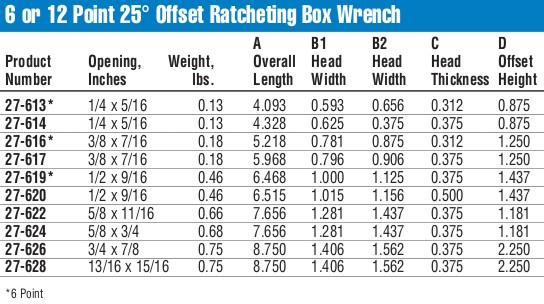 6 or 12 Point 25° Offset Ratcheting Box Wrench
A B1 B2 C D
Product Opening, Weight, Overall Head Head Head Offset
Number Inches lbs. Length Width Width Thickness Height
27-613* 1/4 x 5/16 0.13 4.093 0.593 0.656 0.312 0.875
27-614 1/4 x 5/16 0.13 4.328 0.625 0.375 0.375 0.875
27-616* 3/8 x 7/16 0.18 5.218 0.781 0.875 0.312 1.250
27-617 3/8 x 7/16 0.18 5.968 0.796 0.906 0.375 1.250
27-619* 1/2 x 9/16 0.46 6.468 1.000 1.125 0.375 1.437
27-620 1/2 x 9/16 0.46 6.515 1.015 1.156 0.500 1.437
27-622 5/8 x 11/16 0.66 7.656 1.281 1.437 0.375 1.181
27-624 5/8 x 3/4 0.68 7.656 1.281 1.437 0.375 1.181
27-626 3/4 x 7/8 0.75 8.750 1.406 1.562 0.375 2.250
27-628 13/16 x 15/16 0.75 8.750 1.406 1.562 0.375 2.250
*6 Point